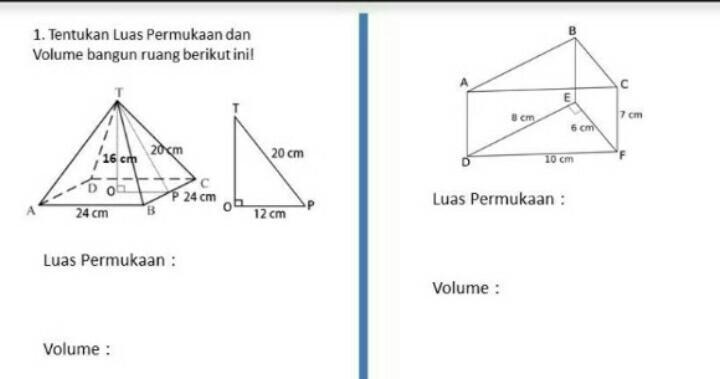 1. Tentukan Luas Permukaan dan
Volume bangun ruang berikut ini!
T
16 cm
20 cm
D
O
C
P
24 cm
A
24 cm
B
T
20 cm
O
12 cm
P
Luas Permukaan :
Volume :
B
A
C
E
8 cm
6 cm
7 cm
D
10 cm
F
Luas Permukaan :
Volume :